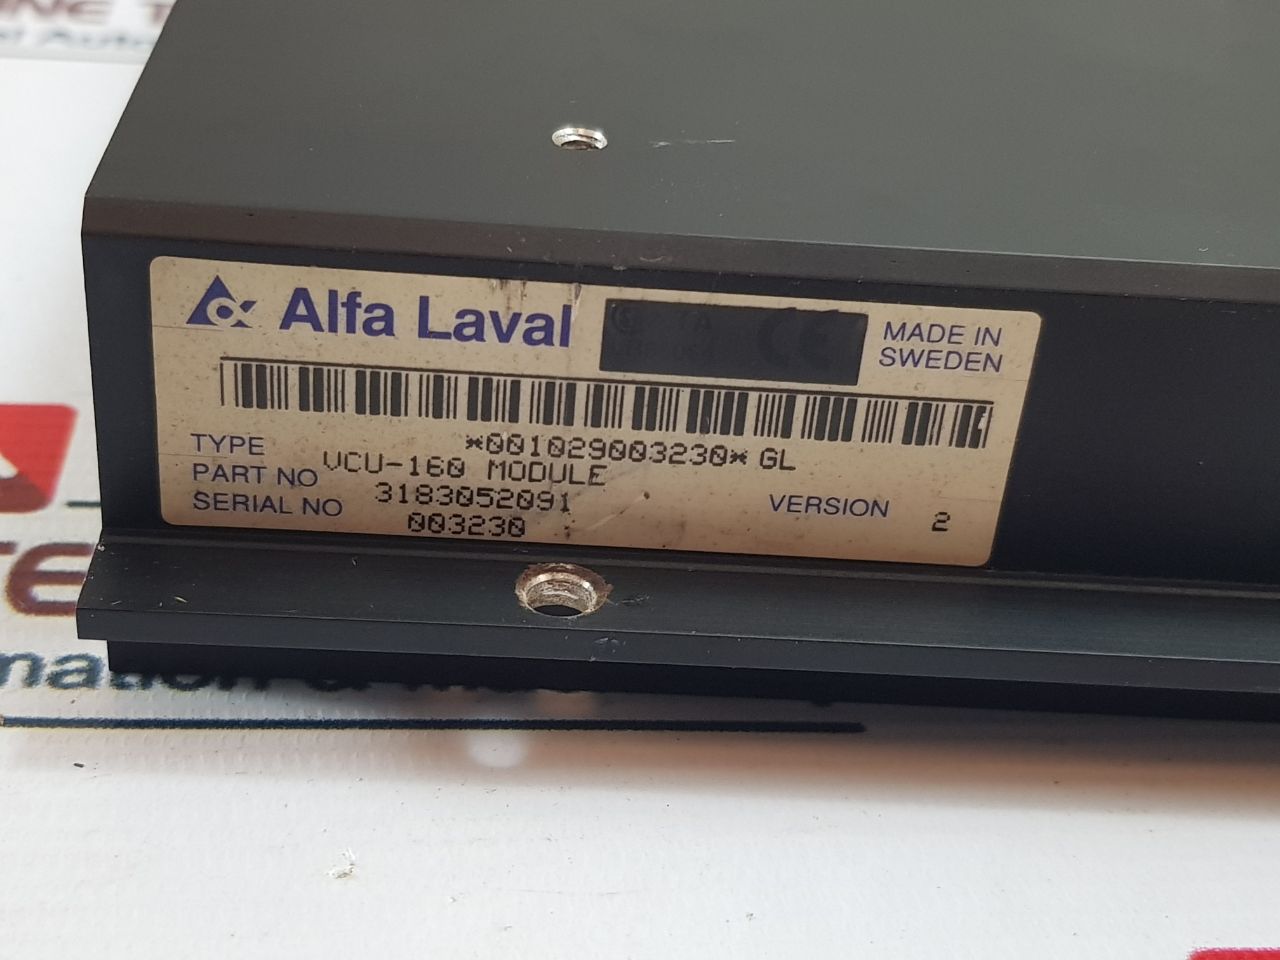 Alfa Laval
CE
MADE IN
SWEDEN
*001029003230* GL
TYPE VCU-160 MODULE
PART NO 3183052091
VERSION 2
SERIAL NO 003230